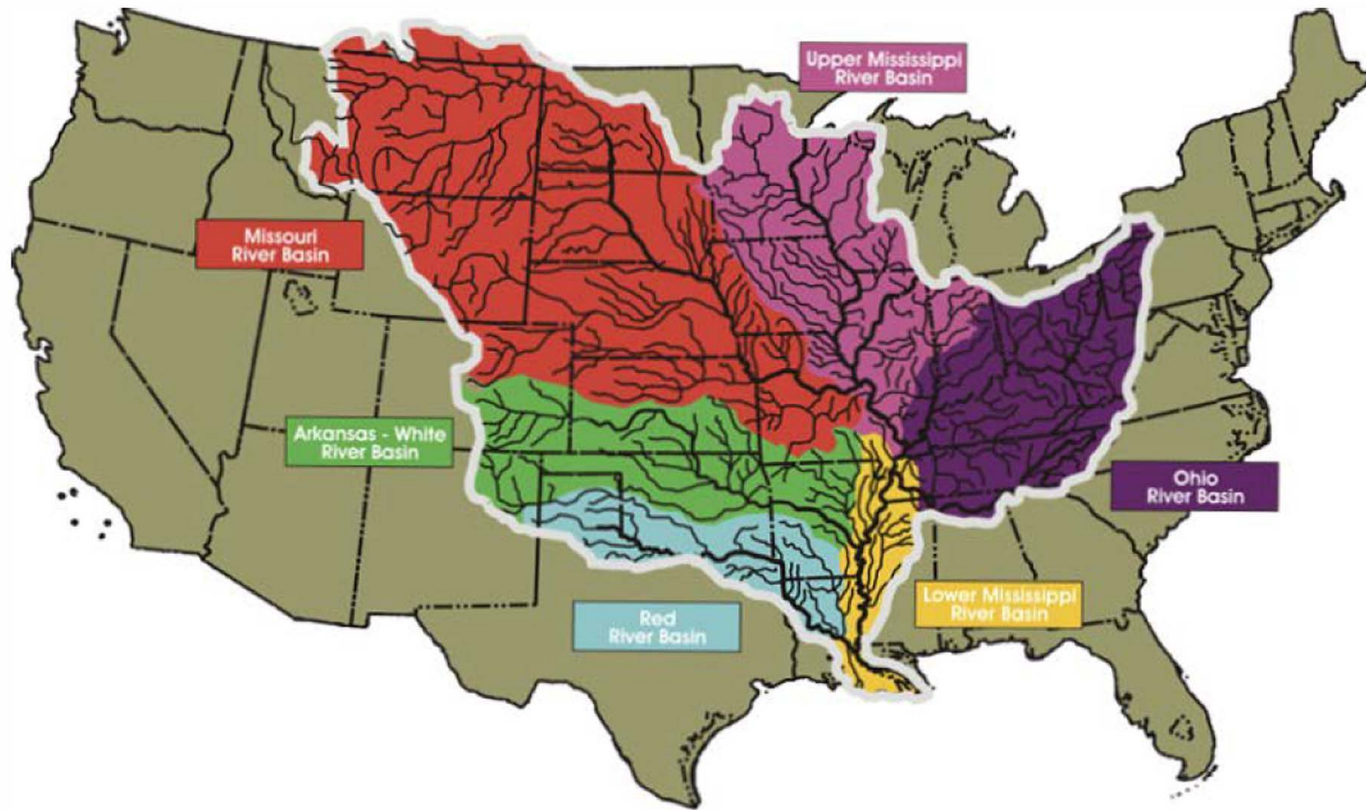 Upper Mississippi
River Basin
Missouri
River Basin
Arkansas - White
River Basin
Ohio
River Basin
Lower Mississippi
River Basin
Red
River Basin